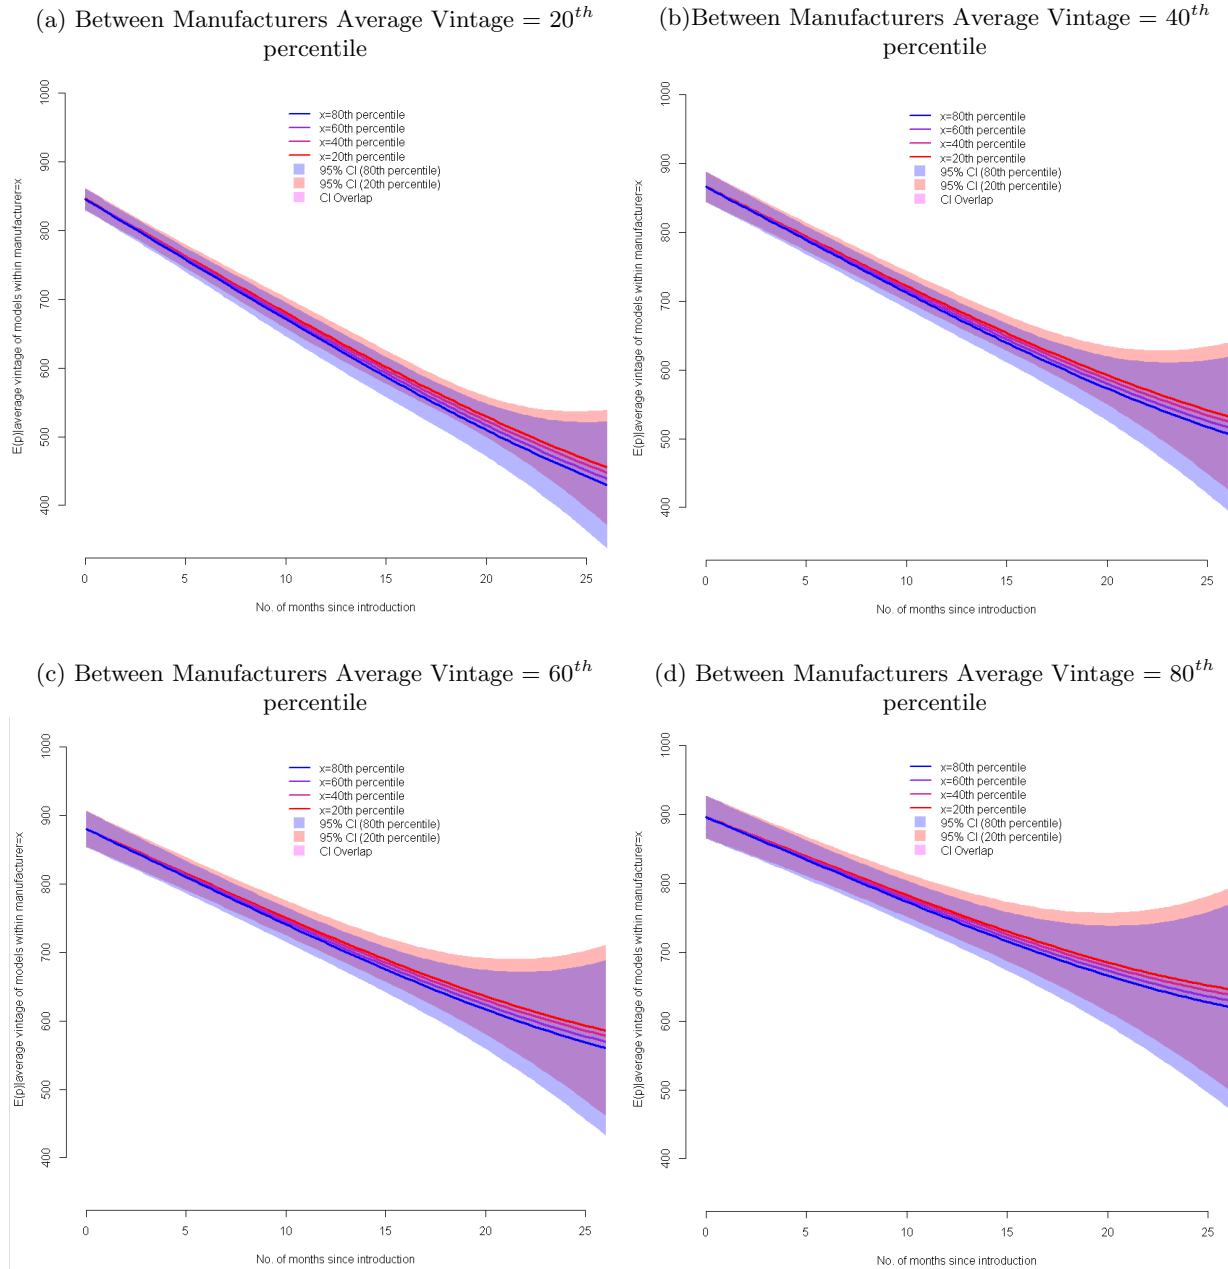 (a) Between Manufacturers Average Vintage = 20th
percentile
1000
900
800
700
600
500
400
E(p)|average vintage of models within manufacturer=x
x=80th percentile
x=60th percentile
x=40th percentile
x=20th percentile
95% CI (80th percentile)
95% CI (20th percentile)
CI Overlap
0 5 10 15 20 25
No. of months since introduction
(b)Between Manufacturers Average Vintage = 40th
percentile
1000
900
800
700
600
500
400
E(p)|average vintage of models within manufacturer=x
x=80th percentile
x=60th percentile
x=40th percentile
x=20th percentile
95% CI (80th percentile)
95% CI (20th percentile)
CI Overlap
0 5 10 15 20 25
No. of months since introduction
(c) Between Manufacturers Average Vintage = 60th
percentile
1000
900
800
700
600
500
400
E(p)|average vintage of models within manufacturer=x
x=80th percentile
x=60th percentile
x=40th percentile
x=20th percentile
95% CI (80th percentile)
95% CI (20th percentile)
CI Overlap
0 5 10 15 20 25
No. of months since introduction
(d) Between Manufacturers Average Vintage = 80th
percentile
1000
900
800
700
600
500
400
E(p)|average vintage of models within manufacturer=x
x=80th percentile
x=60th percentile
x=40th percentile
x=20th percentile
95% CI (80th percentile)
95% CI (20th percentile)
CI Overlap
0 5 10 15 20 25
No. of months since introduction